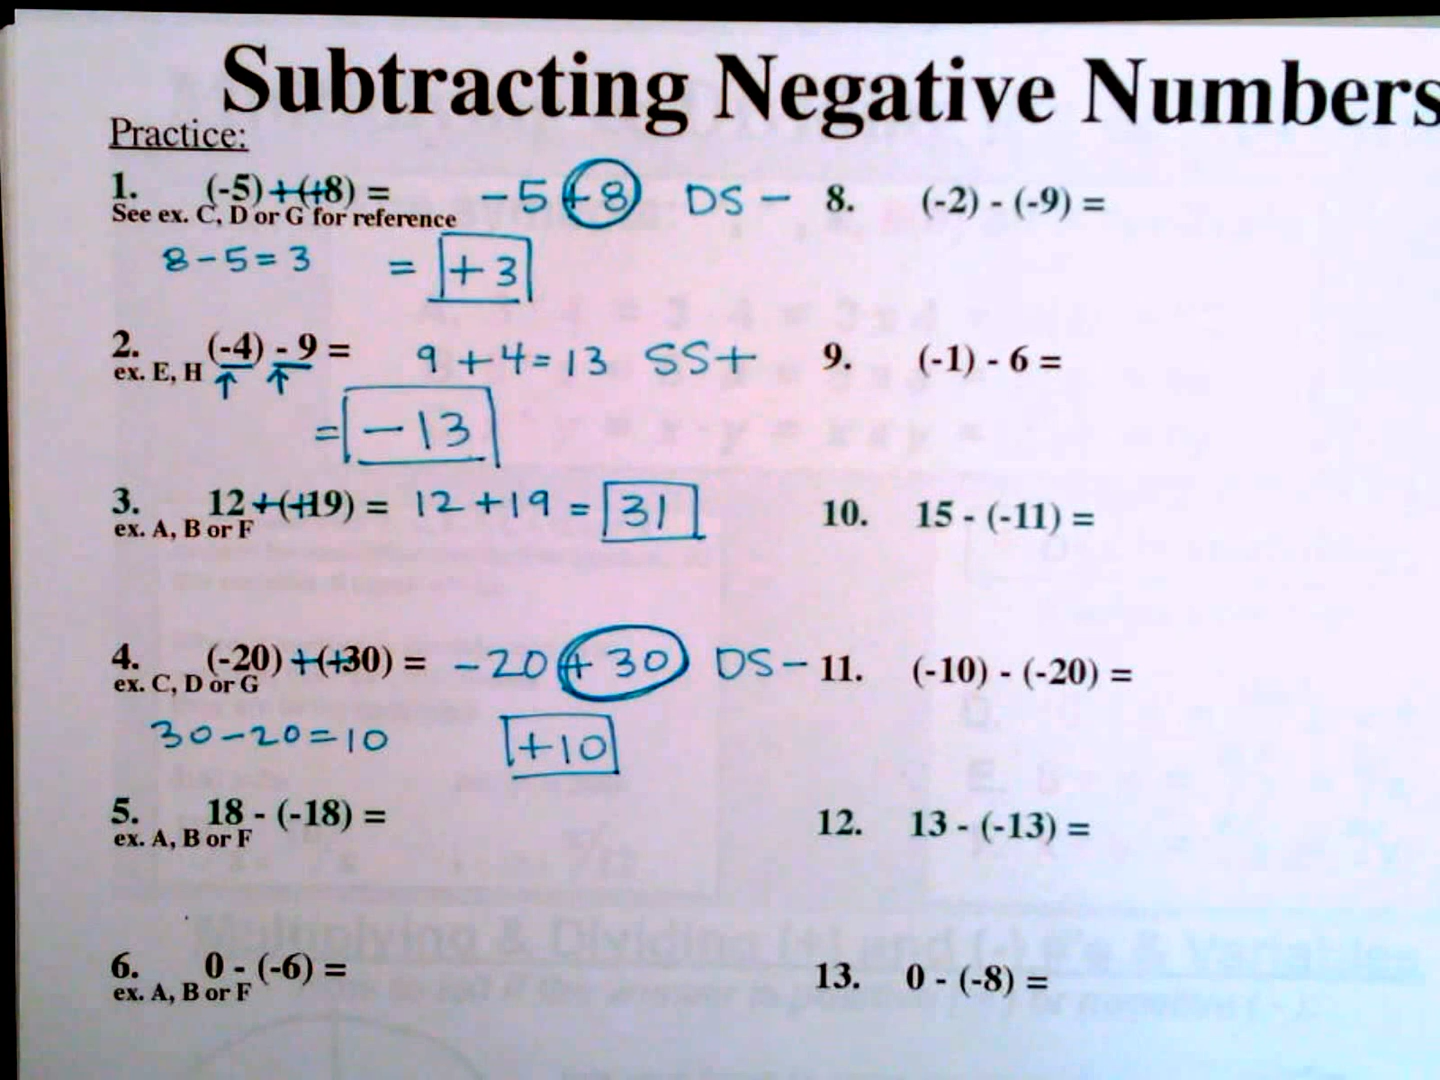 Subtracting Negative Numbers
Practice:
1. (-5)+(+8) = -5 +8 DS -
See ex. C, D or G for reference
8-5=3 = +3
2. (-4) - 9 = 9+4=13 SS+
ex. E, H
= -13
3. 12+(+19) = 12+19 = 31
ex. A, B or F
4. (-20)+(+30) = -20 +30 DS-
ex. C, D or G
30-20=10 +10
5. 18 - (-18) =
ex. A, B or F
6. 0 - (-6) =
ex. A, B or F
8. (-2) - (-9) =
9. (-1) - 6 =
10. 15 - (-11) =
11. (-10) - (-20) =
12. 13 - (-13) =
13. 0 - (-8) =